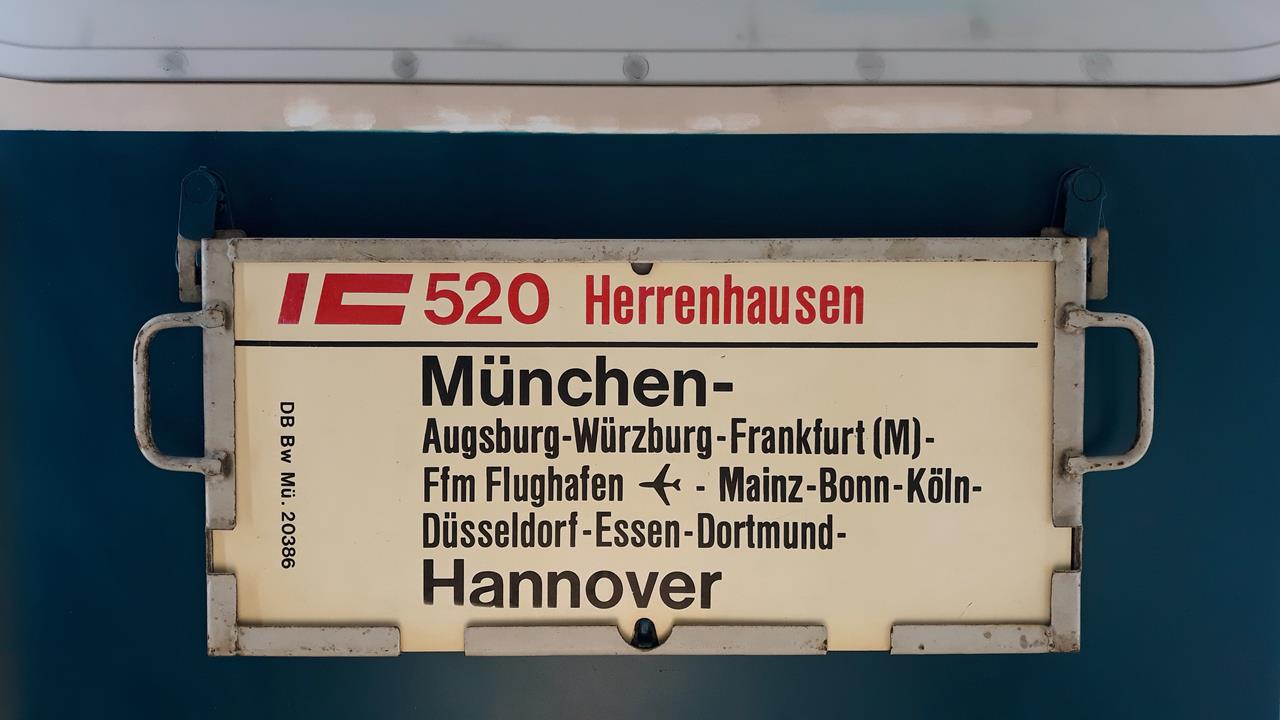 IC 520 Herrenhausen
München-
Augsburg-Würzburg-Frankfurt (M)-
Ffm Flughafen - Mainz-Bonn-Köln-
Düsseldorf-Essen-Dortmund-
Hannover
DB Bw Mü. 20386